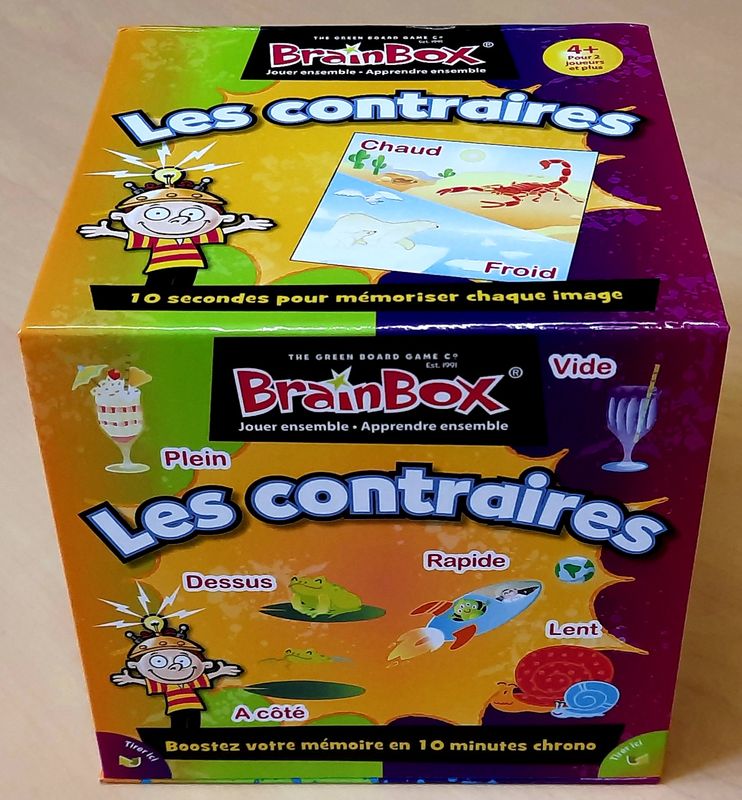 THE GREEN BOARD GAME Cº
Est. 1991
BrainBox®
Jouer ensemble • Apprendre ensemble
4+
Pour 2
joueurs
et plus
Les contraires
Chaud
Froid
10 secondes pour mémoriser chaque image
THE GREEN BOARD GAME Cº
Est. 1991
BrainBox®
Jouer ensemble • Apprendre ensemble
Vide
Plein
Les contraires
Rapide
Dessus
Lent
A côté
Boostez votre mémoire en 10 minutes chrono
Tirer ici
Tirer ici